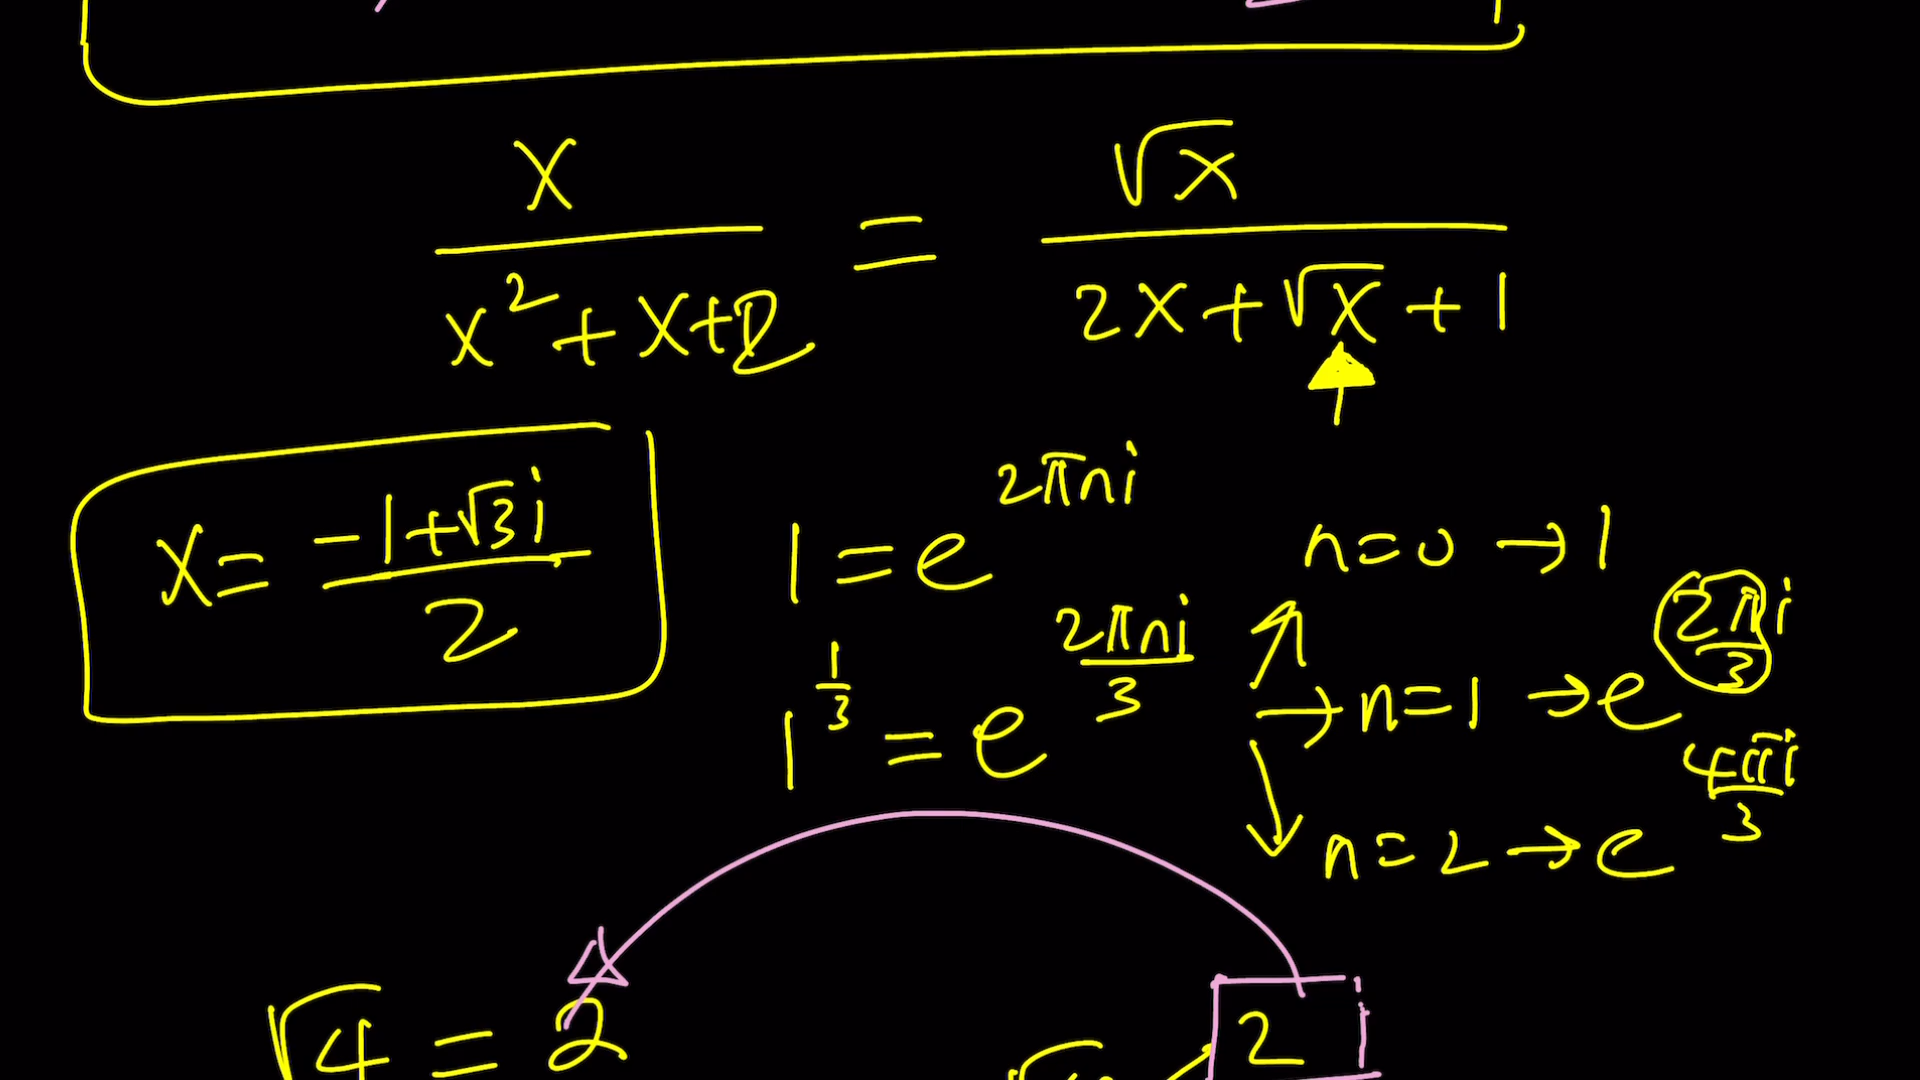 x/(x²+x+2) = √x/(2x+√x+1)
x = (-1+√3i)/2
1 = e^(2πni)
n=0 → 1
1^(1/3) = e^(2πni/3)
→ n=1 → e^(2πi/3)
n=2 → e^(4πi/3)
√4 = 2
2